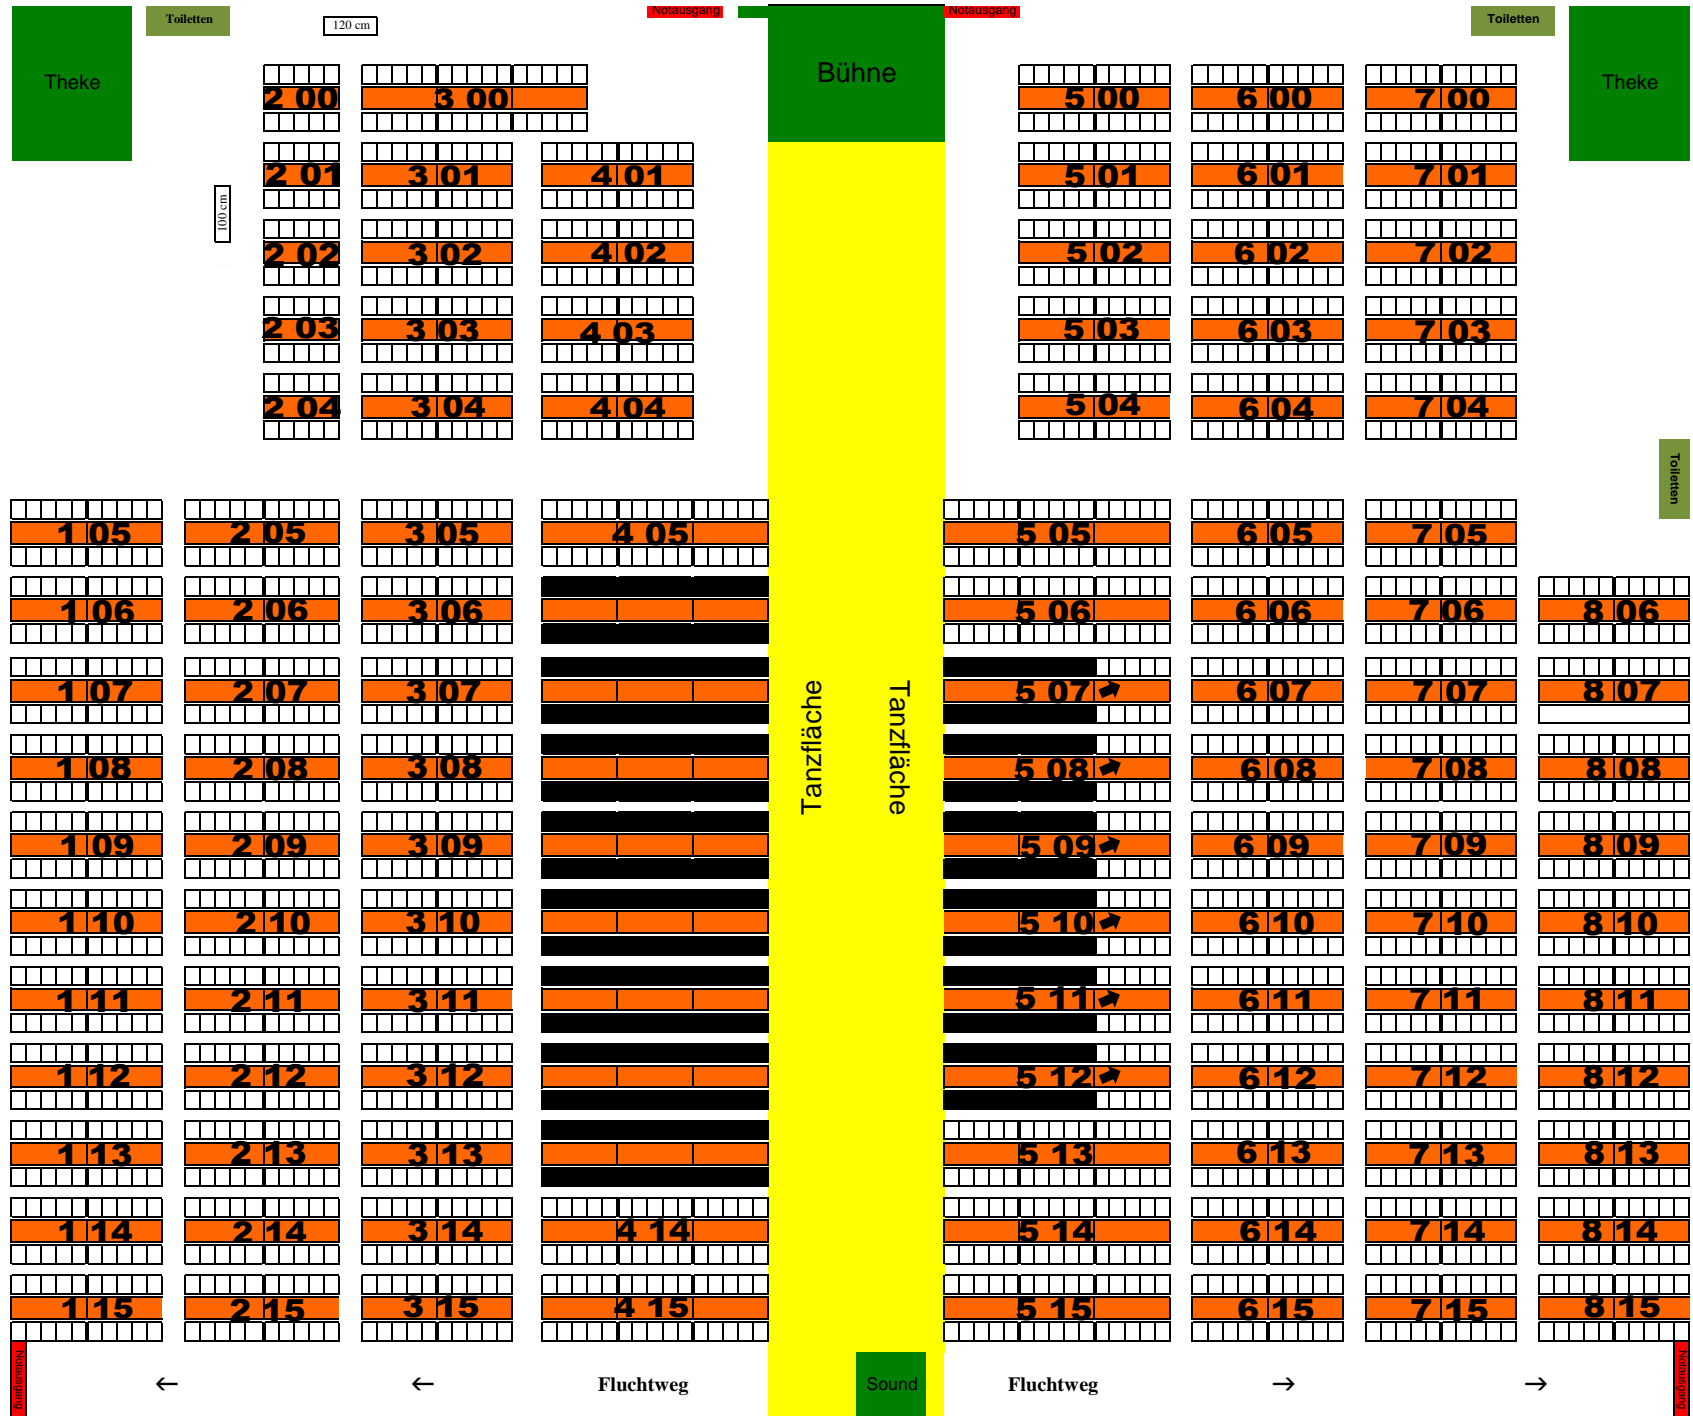 Toiletten
120 cm
Notausgang
Notausgang
Toiletten
Theke
Bühne
Theke
2 00 3 00 5 00 6 00 7 00
2 01 3 01 4 01 5 01 6 01 7 01
100 cm
2 02 3 02 4 02 5 02 6 02 7 02
2 03 3 03 4 03 5 03 6 03 7 03
2 04 3 04 4 04 5 04 6 04 7 04
Toiletten
1 05 2 05 3 05 4 05 5 05 6 05 7 05
1 06 2 06 3 06 5 06 6 06 7 06 8 06
1 07 2 07 3 07 5 07 6 07 7 07 8 07
Tanzfläche
Tanzfläche
1 08 2 08 3 08 5 08 6 08 7 08 8 08
1 09 2 09 3 09 5 09 6 09 7 09 8 09
1 10 2 10 3 10 5 10 6 10 7 10 8 10
1 11 2 11 3 11 5 11 6 11 7 11 8 11
1 12 2 12 3 12 5 12 6 12 7 12 8 12
1 13 2 13 3 13 5 13 6 13 7 13 8 13
1 14 2 14 3 14 4 14 5 14 6 14 7 14 8 14
1 15 2 15 3 15 4 15 5 15 6 15 7 15 8 15
Notausgang
← ← Fluchtweg
Sound
Fluchtweg → →
Notausgang